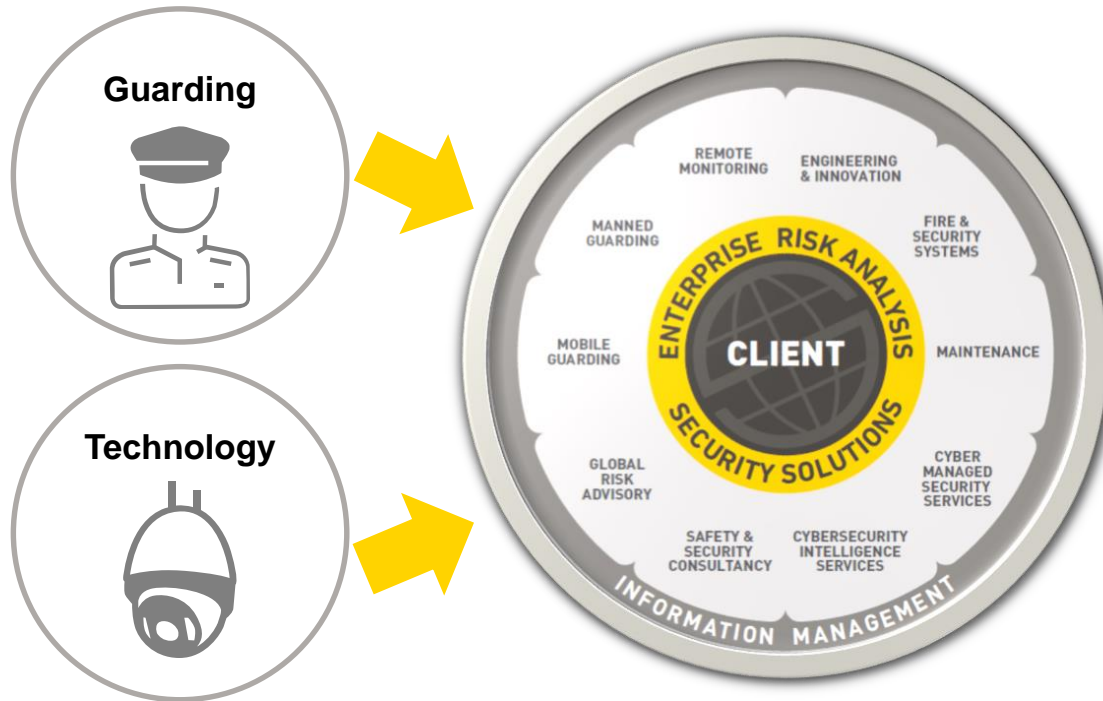 Guarding
Technology
REMOTE
MONITORING
ENGINEERING
& INNOVATION
MANNED
GUARDING
FIRE &
SECURITY
SYSTEMS
MOBILE
GUARDING
MAINTENANCE
GLOBAL
RISK
ADVISORY
CYBER
MANAGED
SECURITY
SERVICES
SAFETY &
SECURITY
CONSULTANCY
CYBERSECURITY
INTELLIGENCE
SERVICES
ENTERPRISE RISK ANALYSIS
CLIENT
SECURITY SOLUTIONS
INFORMATION MANAGEMENT